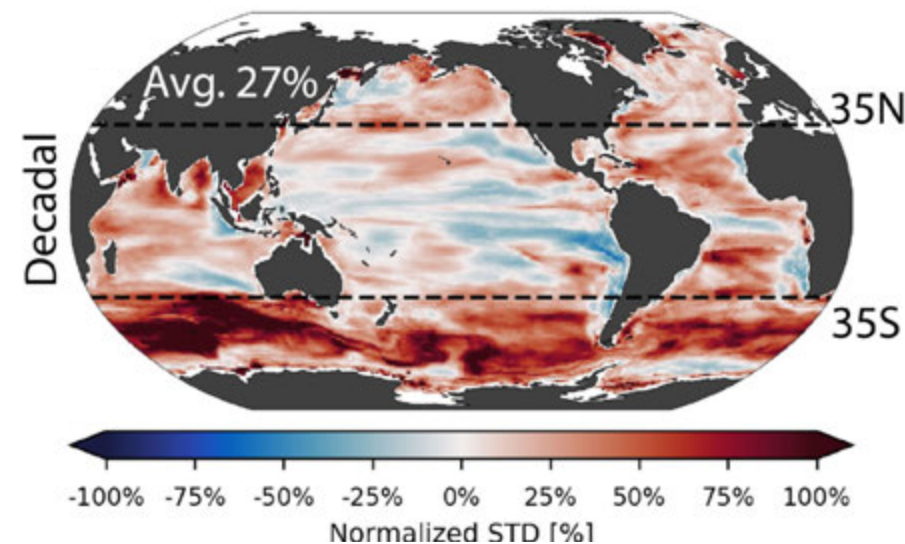 Avg. 27%
35N
Decadal
35S
-100% -75% -50% -25% 0% 25% 50% 75% 100%
Normalized STD [%]